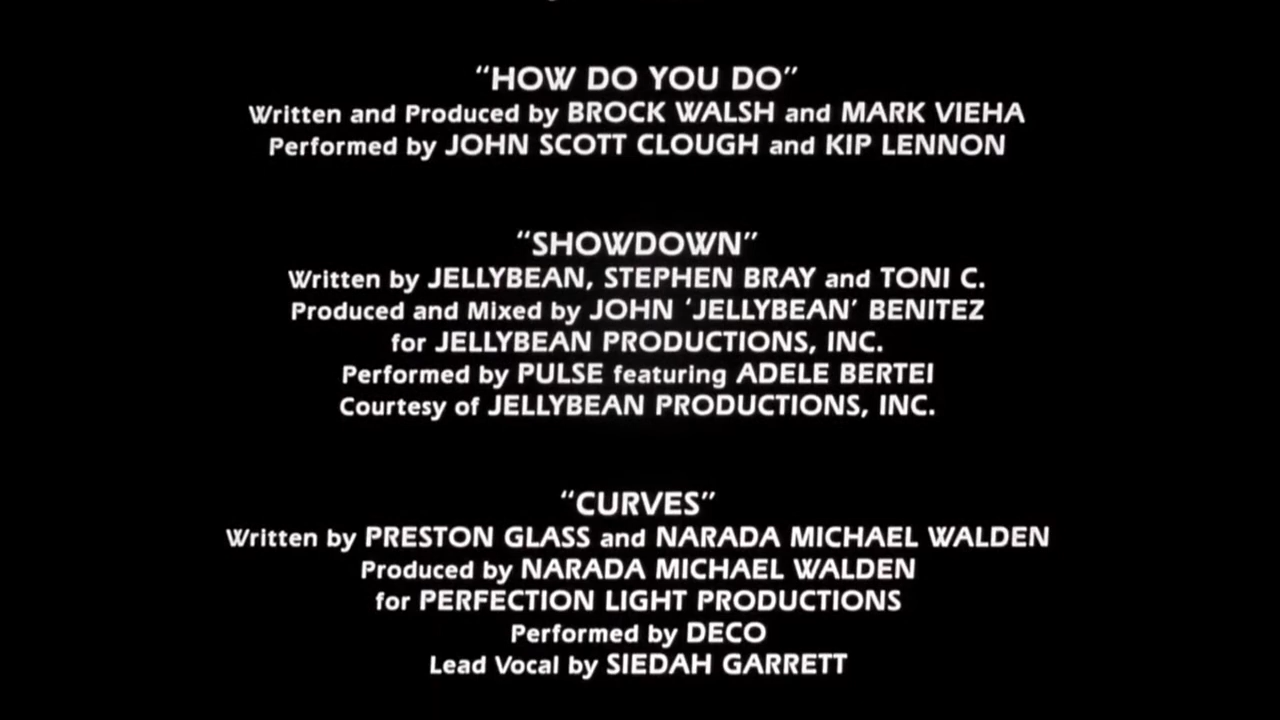 “HOW DO YOU DO”
Written and Produced by BROCK WALSH and MARK VIEHA
Performed by JOHN SCOTT CLOUGH and KIP LENNON
“SHOWDOWN”
Written by JELLYBEAN, STEPHEN BRAY and TONI C.
Produced and Mixed by JOHN ‘JELLYBEAN’ BENITEZ
for JELLYBEAN PRODUCTIONS, INC.
Performed by PULSE featuring ADELE BERTEI
Courtesy of JELLYBEAN PRODUCTIONS, INC.
“CURVES”
Written by PRESTON GLASS and NARADA MICHAEL WALDEN
Produced by NARADA MICHAEL WALDEN
for PERFECTION LIGHT PRODUCTIONS
Performed by DECO
Lead Vocal by SIEDAH GARRETT